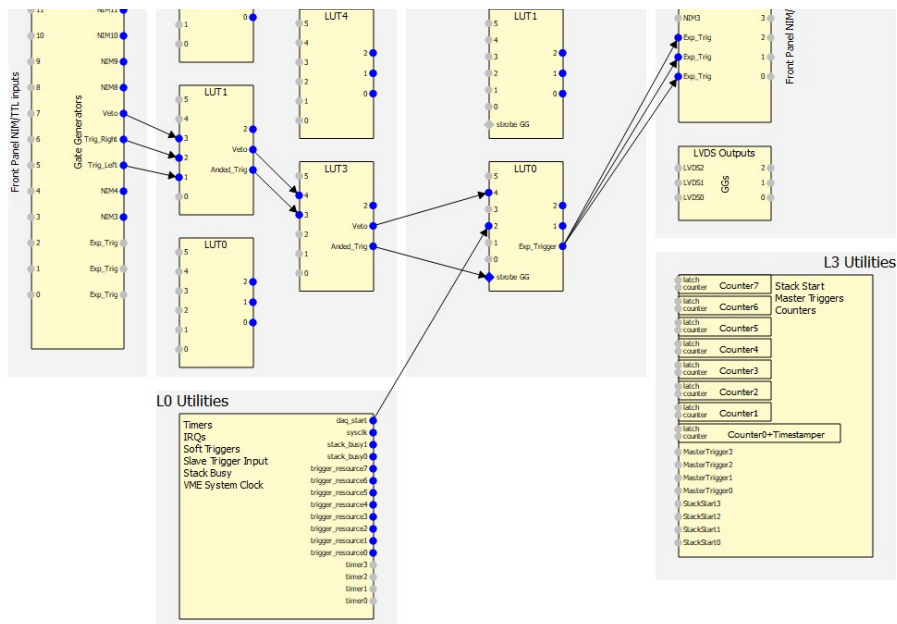 Front Panel NIM/TTL inputs
Gate Generators
11
10
9
8
7
6
5
4
3
2
1
0
NIM11
NIM10
NIM9
NIM8
Veto
Trig_Right
Trig_Left
NIM4
NIM3
Exp_Trig
Exp_Trig
Exp_Trig
1
0
0
LUT1
5
4
3
2
1
0
2
Veto
Anded_Trig
LUT0
5
4
3
2
1
0
2
1
0
LUT4
5
4
3
2
1
0
2
1
0
LUT3
5
4
3
2
1
0
2
Veto
Anded_Trig
LUT1
5
4
3
2
1
0
strobe GG
2
1
0
LUT0
5
4
3
2
1
0
strobe GG
2
1
Exp_Trigger
NIM3
Exp_Trig
Exp_Trig
Exp_Trig
3
2
1
0
Front Panel NIM/
LVDS Outputs
LVDS2
LVDS1
LVDS0
GGs
2
1
0
L0 Utilities
Timers
IRQs
Soft Triggers
Slave Trigger Input
Stack Busy
VME System Clock
daq_start
sysclk
stack_busy1
stack_busy0
trigger_resource7
trigger_resource6
trigger_resource5
trigger_resource4
trigger_resource3
trigger_resource2
trigger_resource1
trigger_resource0
timer3
timer2
timer1
timer0
L3 Utilities
Stack Start
Master Triggers
Counters
latch
counter Counter7
latch
counter Counter6
latch
counter Counter5
latch
counter Counter4
latch
counter Counter3
latch
counter Counter2
latch
counter Counter1
latch
counter Counter0+Timestamper
MasterTrigger3
MasterTrigger2
MasterTrigger1
MasterTrigger0
StackStart3
StackStart2
StackStart1
StackStart0